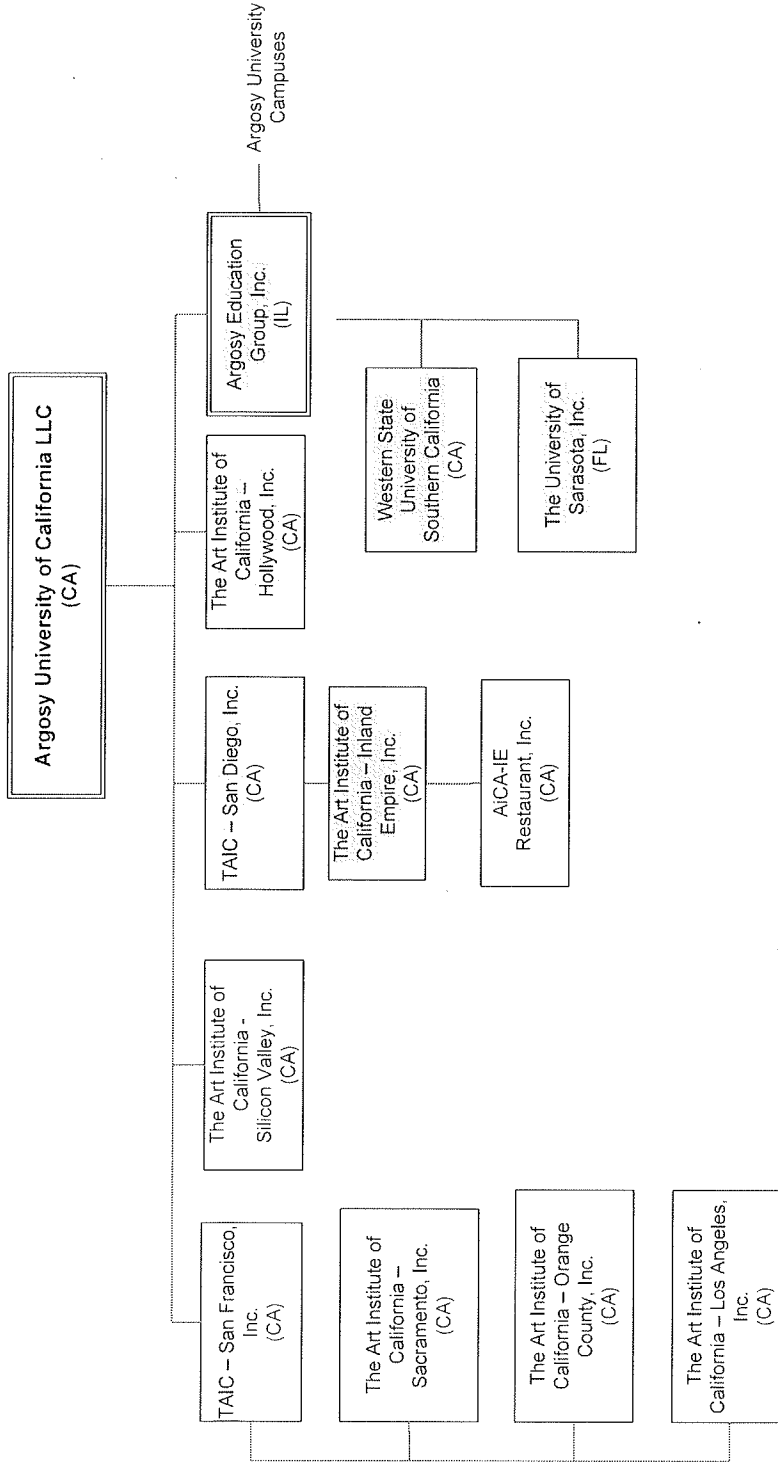 Argosy University of California LLC
(CA)
TAIC – San Francisco,
Inc.
(CA)
The Art Institute of
California -
Silicon Valley, Inc.
(CA)
TAIC – San Diego, Inc.
(CA)
The Art Institute of
California –
Hollywood, Inc.
(CA)
Argosy Education
Group, Inc.
(IL)
Argosy University
Campuses
The Art Institute of
California –
Sacramento, Inc.
(CA)
The Art Institute of
California – Orange
County, Inc.
(CA)
The Art Institute of
California – Los Angeles,
Inc.
(CA)
The Art Institute of
California – Inland
Empire, Inc.
(CA)
AiCA-IE
Restaurant, Inc.
(CA)
Western State
University of
Southern California
(CA)
The University of
Sarasota, Inc.
(FL)